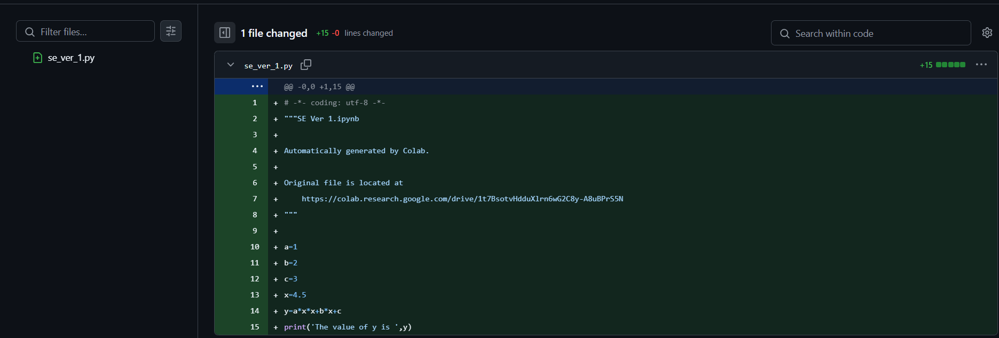 Filter files...
se_ver_1.py
1 file changed +15 -0 lines changed
Search within code
se_ver_1.py
+15
@@ -0,0 +1,15 @@
1 + # -*- coding: utf-8 -*-
2 + """SE Ver 1.ipynb
3 +
4 + Automatically generated by Colab.
5 +
6 + Original file is located at
7 +     https://colab.research.google.com/drive/1t7BsotvHdduXlrn6wG2C8y-A8uBPrS5N
8 + """
9 +
10 + a=1
11 + b=2
12 + c=3
13 + x=4.5
14 + y=a*x*x+b*x+c
15 + print('The value of y is ',y)